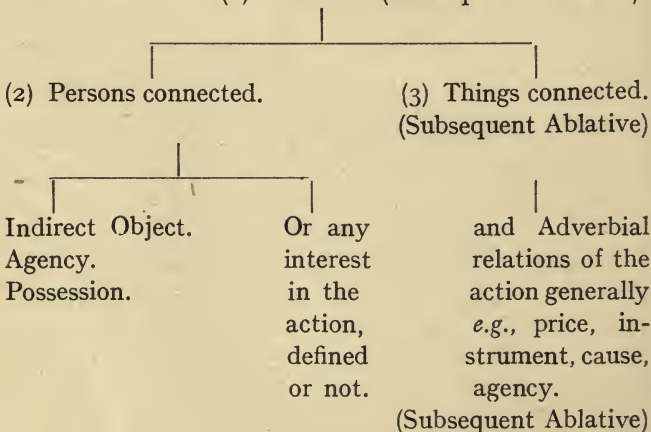 (2) Persons connected.
(3) Things connected.
(Subsequent Ablative)
Indirect Object.
Agency.
Possession.
Or any
interest
in the
action,
defined
or not.
and Adverbial
relations of the
action generally
e.g., price, in-
strument, cause,
agency.
(Subsequent Ablative)